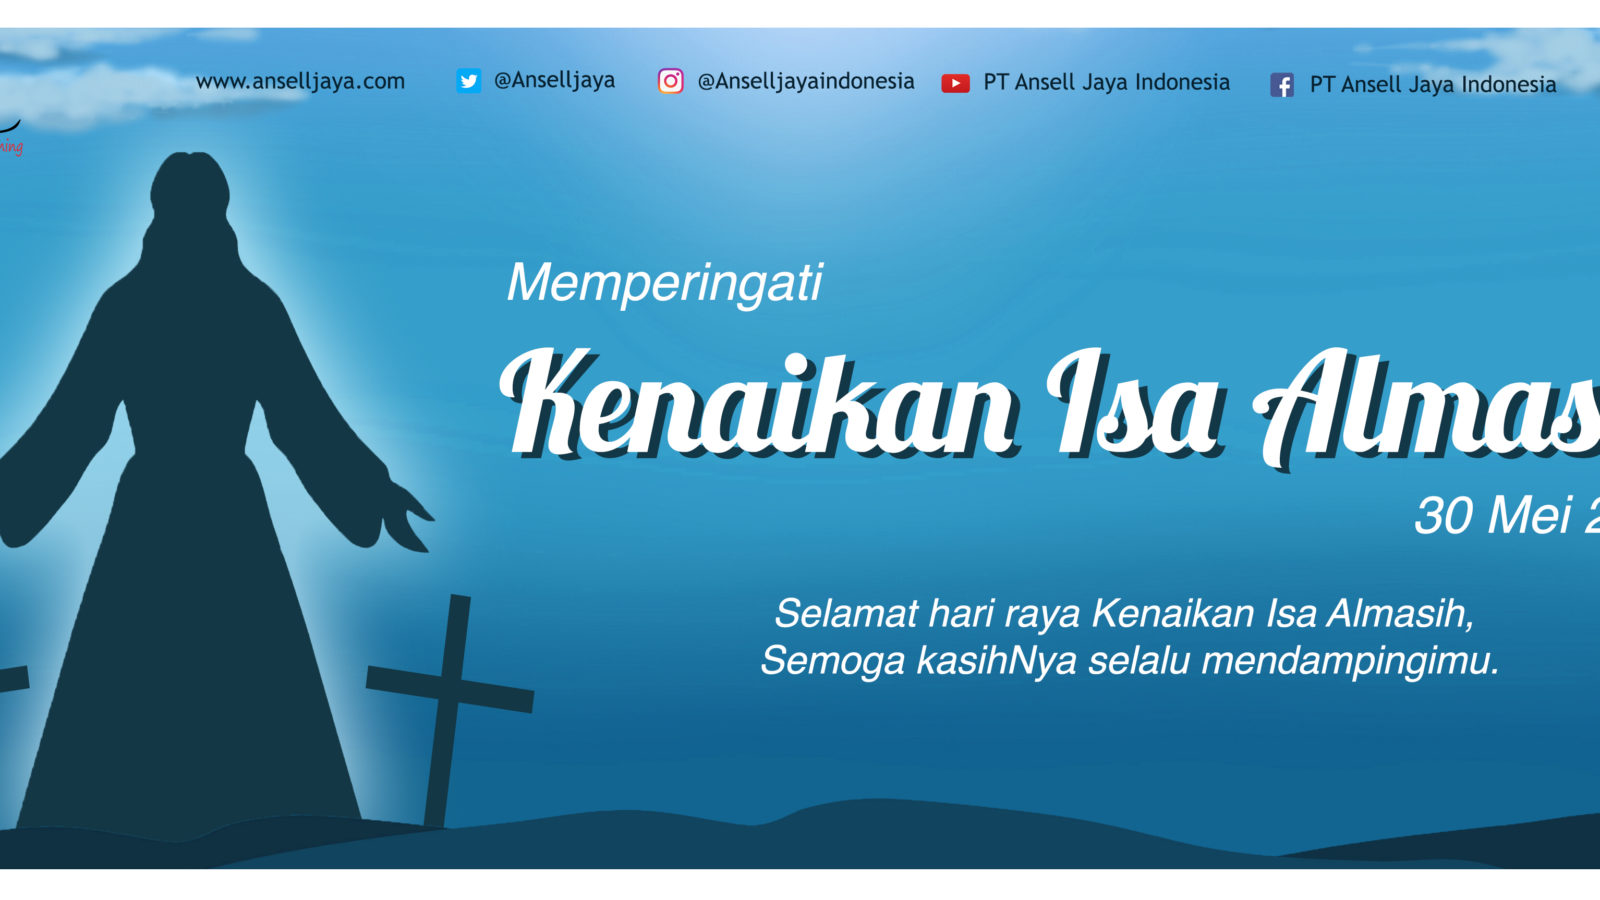 www.anselljaya.com @Anselljaya @Anselljayaindonesia PT Ansell Jaya Indonesia PT Ansell Jaya Indonesia
Memperingati
Kenaikan Isa Almas
30 Mei 2
Selamat hari raya Kenaikan Isa Almasih,
Semoga kasihNya selalu mendampingimu.